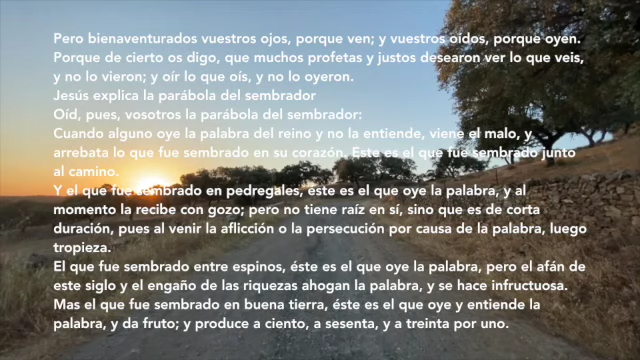 Pero bienaventurados vuestros ojos, porque ven; y vuestros oídos, porque oyen.
Porque de cierto os digo, que muchos profetas y justos desearon ver lo que veis,
y no lo vieron; y oír lo que oís, y no lo oyeron.
Jesús explica la parábola del sembrador
Oíd, pues, vosotros la parábola del sembrador:
Cuando alguno oye la palabra del reino y no la entiende, viene el malo, y
arrebata lo que fue sembrado en su corazón. Este es el que fue sembrado junto
al camino.
Y el que fue sembrado en pedregales, éste es el que oye la palabra, y al
momento la recibe con gozo; pero no tiene raíz en sí, sino que es de corta
duración, pues al venir la aflicción o la persecución por causa de la palabra, luego
tropieza.
El que fue sembrado entre espinos, éste es el que oye la palabra, pero el afán de
este siglo y el engaño de las riquezas ahogan la palabra, y se hace infructuosa.
Mas el que fue sembrado en buena tierra, éste es el que oye y entiende la
palabra, y da fruto; y produce a ciento, a sesenta, y a treinta por uno.